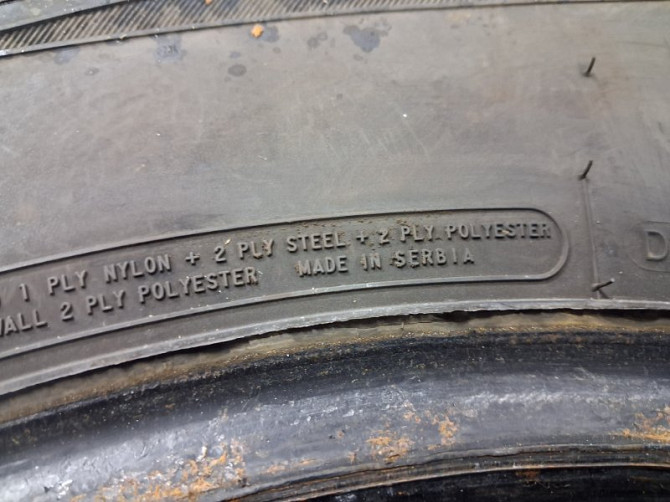 1 PLY NYLON + 2 PLY STEEL + 2 PLY POLYESTER
WALL 2 PLY POLYESTER MADE IN SERBIA
D